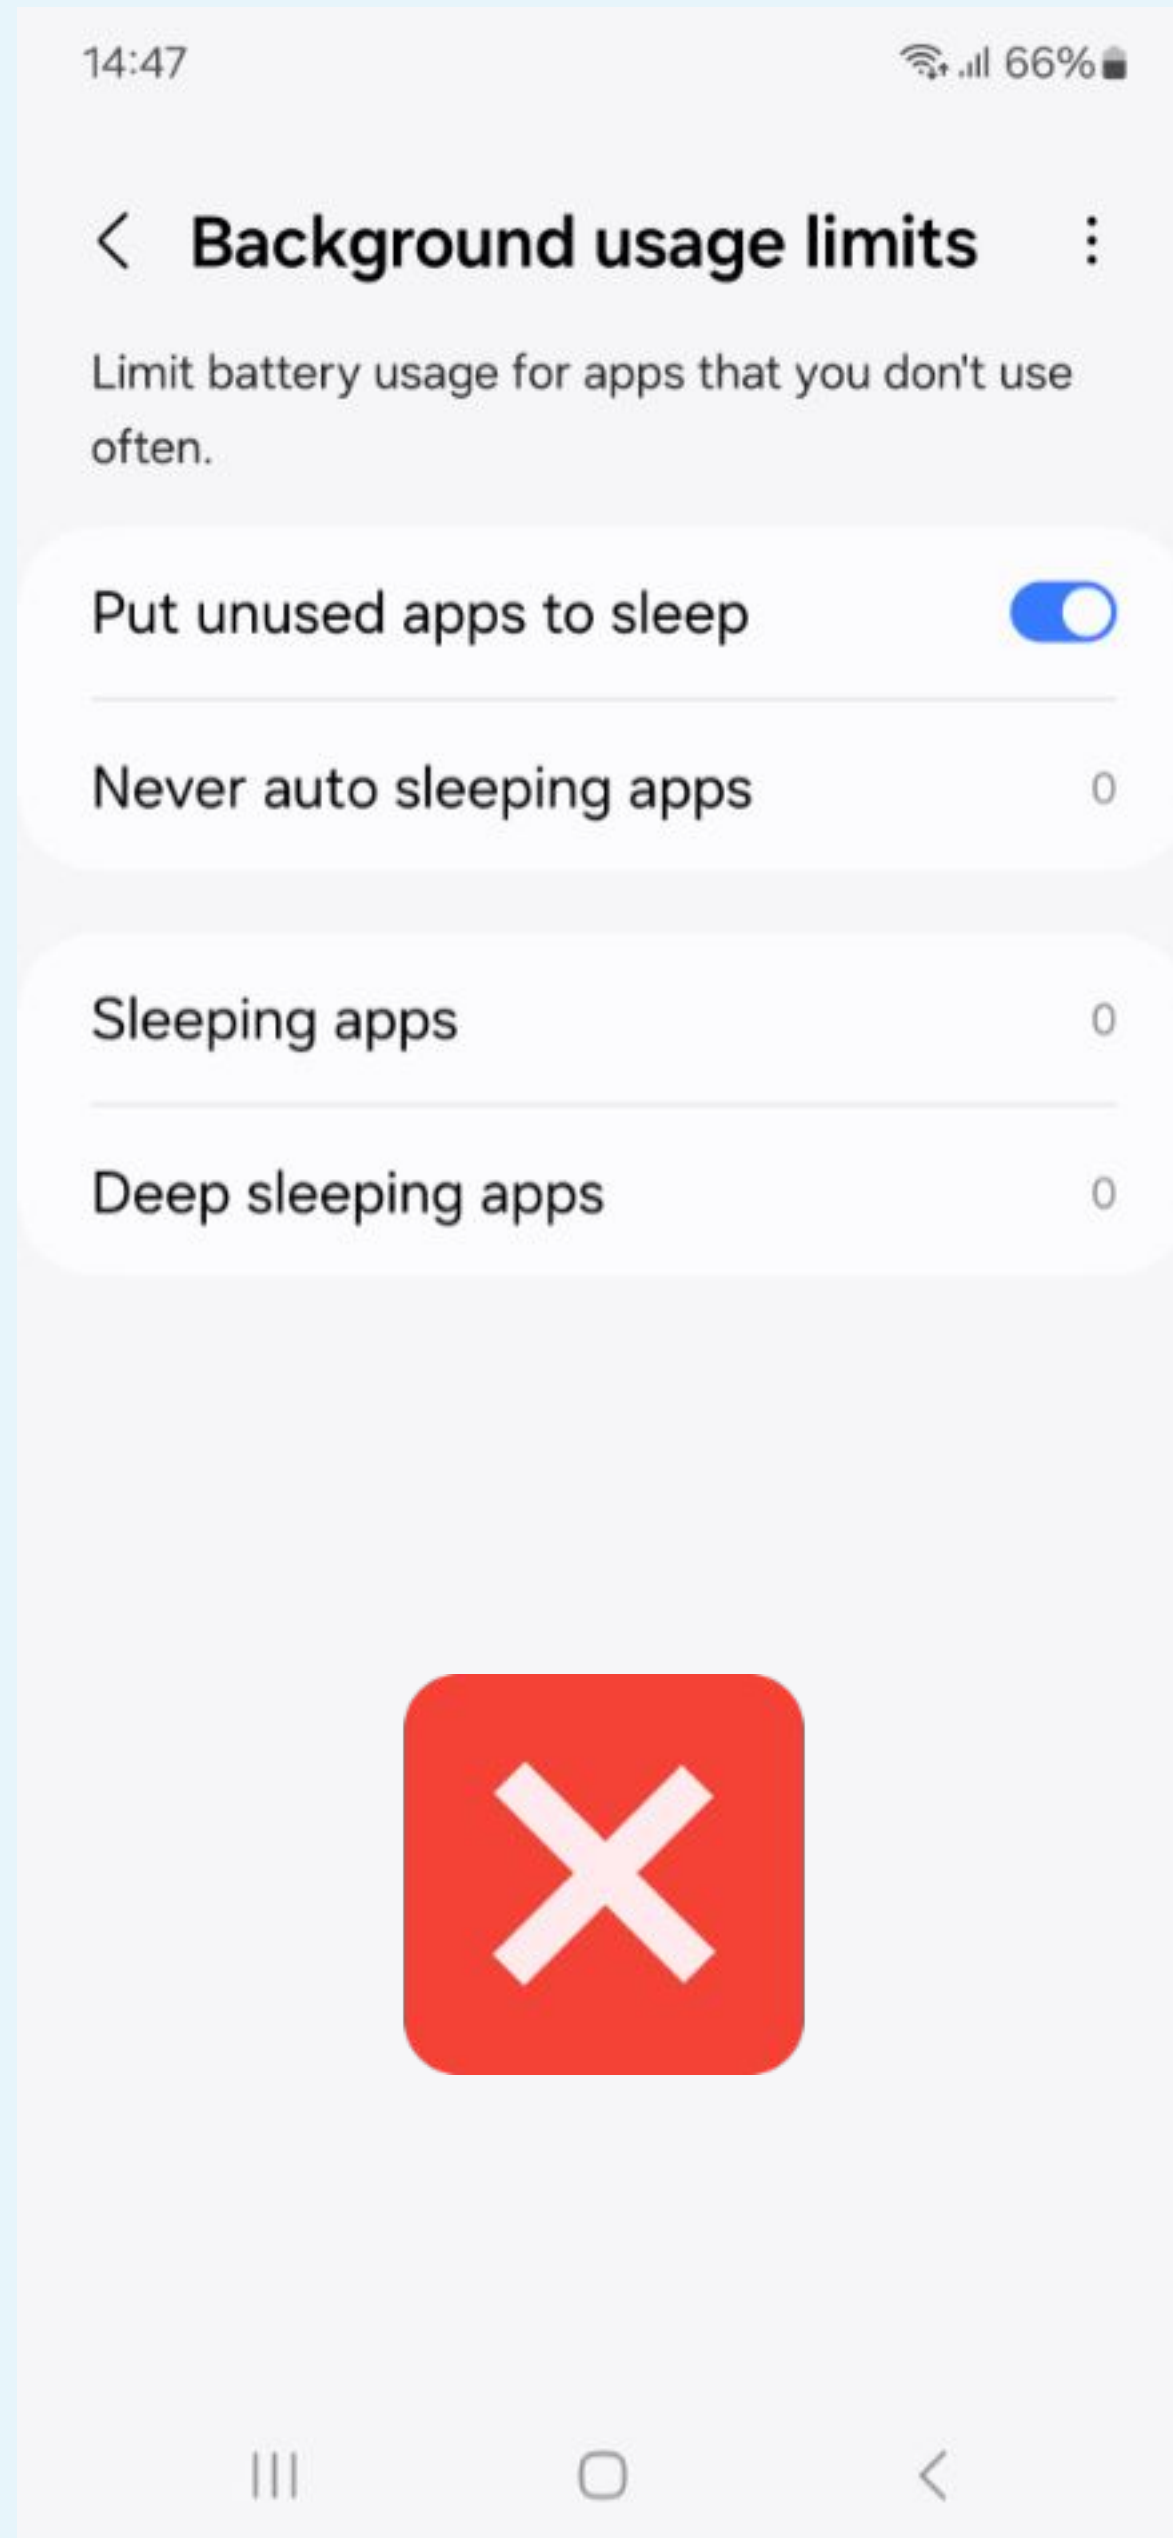 14:47
66%
Background usage limits
Limit battery usage for apps that you don't use
often.
Put unused apps to sleep
Never auto sleeping apps 0
Sleeping apps 0
Deep sleeping apps 0